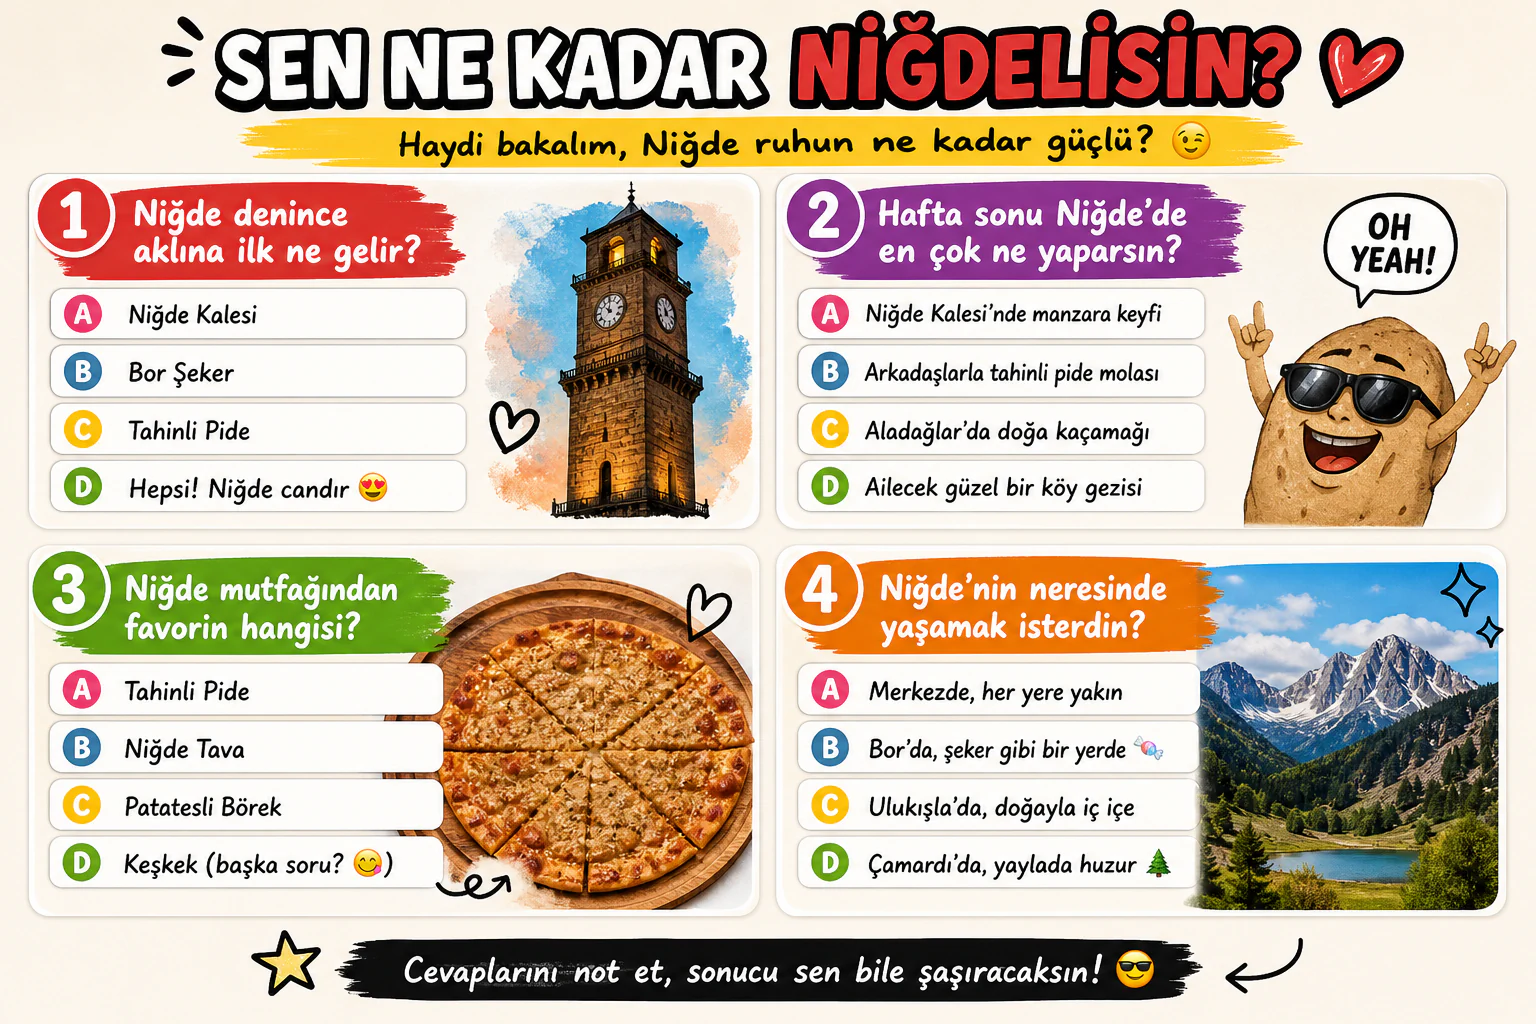 SEN NE KADAR NİĞDELİSİN?
Haydi bakalım, Niğde ruhun ne kadar güçlü? 😉
1 Niğde denince
aklına ilk ne gelir?
A Niğde Kalesi
B Bor Şeker
C Tahinli Pide
D Hepsi! Niğde candır 😍
2 Hafta sonu Niğde'de
en çok ne yaparsın?
A Niğde Kalesi'nde manzara keyfi
B Arkadaşlarla tahinli pide molası
C Aladağlar'da doğa kaçamağı
D Ailecek güzel bir köy gezisi
OH
YEAH!
3 Niğde mutfağından
favorin hangisi?
A Tahinli Pide
B Niğde Tava
C Patatesli Börek
D Keşkek (başka soru? 😋)
4 Niğde'nin neresinde
yaşamak isterdin?
A Merkezde, her yere yakın
B Bor'da, şeker gibi bir yerde 🍬
C Ulukışla'da, doğayla iç içe
D Çamardı'da, yaylada huzur 🌲
Cevaplarını not et, sonucu sen bile şaşıracaksın! 😎